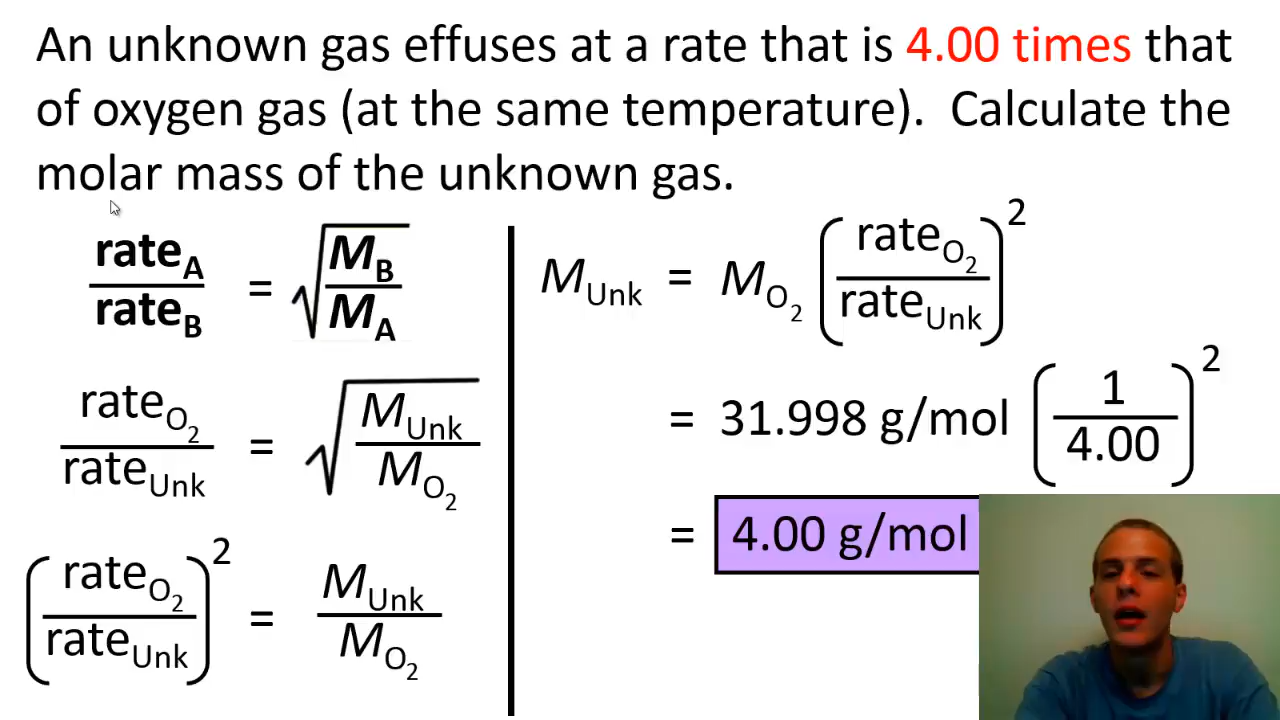 An unknown gas effuses at a rate that is 4.00 times that
of oxygen gas (at the same temperature). Calculate the
molar mass of the unknown gas.
rate_A / rate_B = √(M_B / M_A)
rate_O₂ / rate_Unk = √(M_Unk / M_O₂)
(rate_O₂ / rate_Unk)² = M_Unk / M_O₂
M_Unk = M_O₂ (rate_O₂ / rate_Unk)²
= 31.998 g/mol (1 / 4.00)²
= 4.00 g/mol